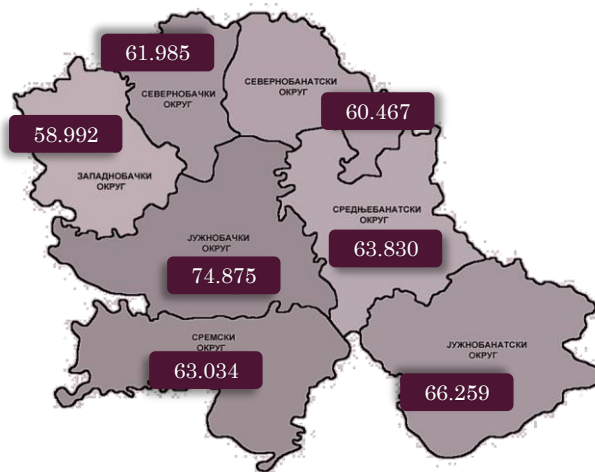 61.985
СЕВЕРНОБАЧКИ
ОКРУГ
СЕВЕРНОБАНАТСКИ
ОКРУГ
60.467
58.992
ЗАПАДНОБАЧКИ
ОКРУГ
СРЕДЊЕБАНАТСКИ
ОКРУГ
63.830
ЈУЖНОБАЧКИ
ОКРУГ
74.875
СРЕМСКИ
ОКРУГ
63.034
ЈУЖНОБАНАТСКИ
ОКРУГ
66.259